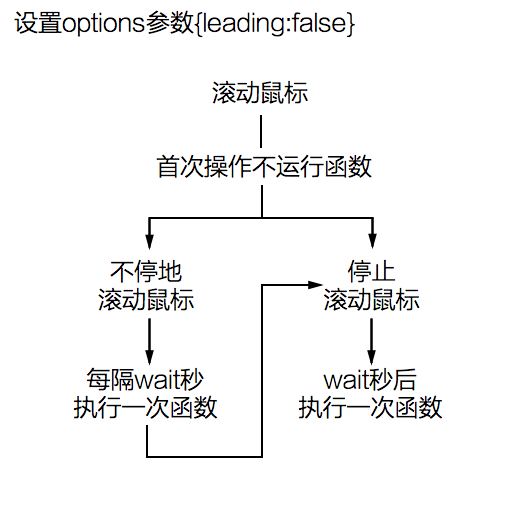 设置options参数{leading:false}
滚动鼠标
首次操作不运行函数
不停地
滚动鼠标
停止
滚动鼠标
每隔wait秒
执行一次函数
wait秒后
执行一次函数